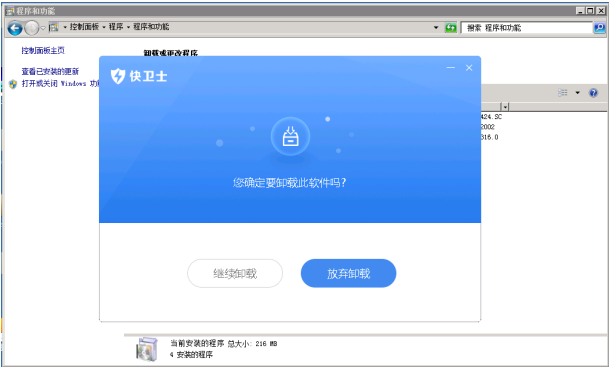 程序和功能
控制面板 程序 程序和功能
搜索 程序和功能
控制面板主页
卸载或更改程序
查看已安装的更新
打开或关闭 Windows 功能
快卫士
424.SC
2002
316.0
您确定要卸载此软件吗?
继续卸载
放弃卸载
当前安装的程序 总大小: 216 MB
4 安装的程序